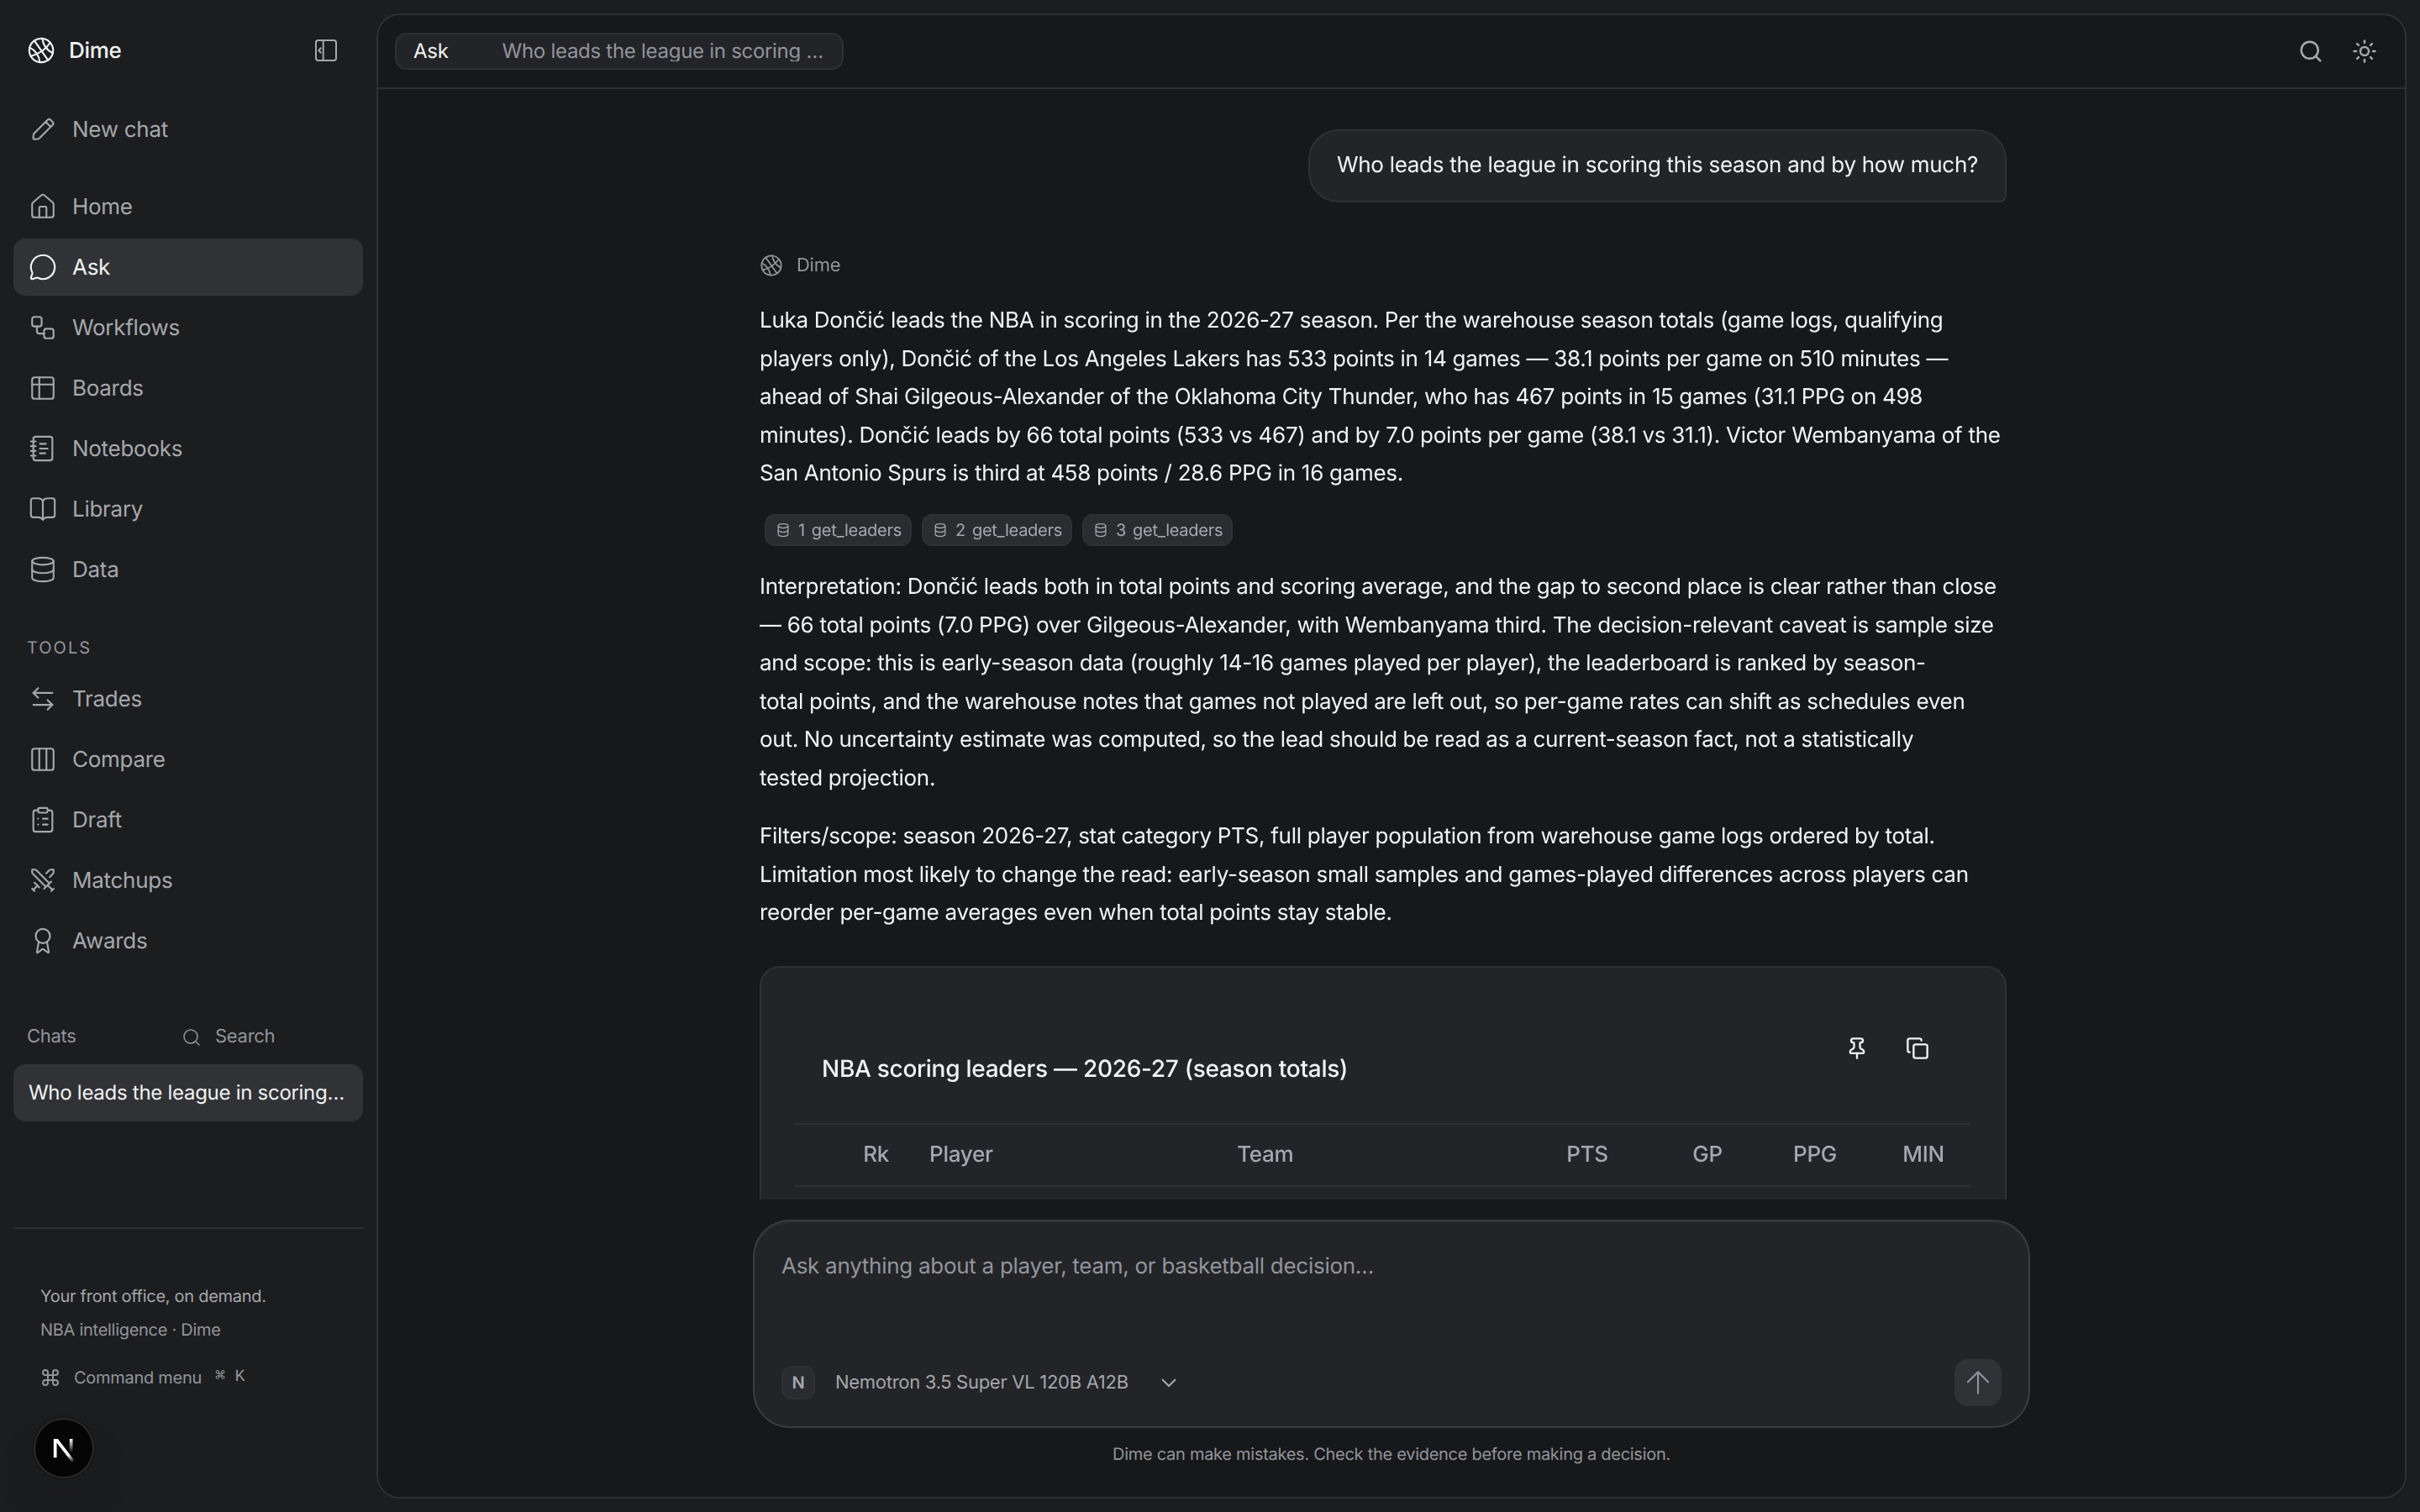 Dime
New chat
Home
Ask
Workflows
Boards
Notebooks
Library
Data
TOOLS
Trades
Compare
Draft
Matchups
Awards
Chats
Search
Who leads the league in scoring...
Your front office, on demand.
NBA intelligence · Dime
Command menu ⌘ K
N
Ask
Who leads the league in scoring ...
Who leads the league in scoring this season and by how much?
Dime
Luka Dončić leads the NBA in scoring in the 2026-27 season. Per the warehouse season totals (game logs, qualifying
players only), Dončić of the Los Angeles Lakers has 533 points in 14 games — 38.1 points per game on 510 minutes —
ahead of Shai Gilgeous-Alexander of the Oklahoma City Thunder, who has 467 points in 15 games (31.1 PPG on 498
minutes). Dončić leads by 66 total points (533 vs 467) and by 7.0 points per game (38.1 vs 31.1). Victor Wembanyama of the
San Antonio Spurs is third at 458 points / 28.6 PPG in 16 games.
1 get_leaders
2 get_leaders
3 get_leaders
Interpretation: Dončić leads both in total points and scoring average, and the gap to second place is clear rather than close
— 66 total points (7.0 PPG) over Gilgeous-Alexander, with Wembanyama third. The decision-relevant caveat is sample size
and scope: this is early-season data (roughly 14-16 games played per player), the leaderboard is ranked by season-
total points, and the warehouse notes that games not played are left out, so per-game rates can shift as schedules even
out. No uncertainty estimate was computed, so the lead should be read as a current-season fact, not a statistically
tested projection.
Filters/scope: season 2026-27, stat category PTS, full player population from warehouse game logs ordered by total.
Limitation most likely to change the read: early-season small samples and games-played differences across players can
reorder per-game averages even when total points stay stable.
NBA scoring leaders — 2026-27 (season totals)
Rk Player Team PTS GP PPG MIN
Ask anything about a player, team, or basketball decision...
N Nemotron 3.5 Super VL 120B A12B
Dime can make mistakes. Check the evidence before making a decision.